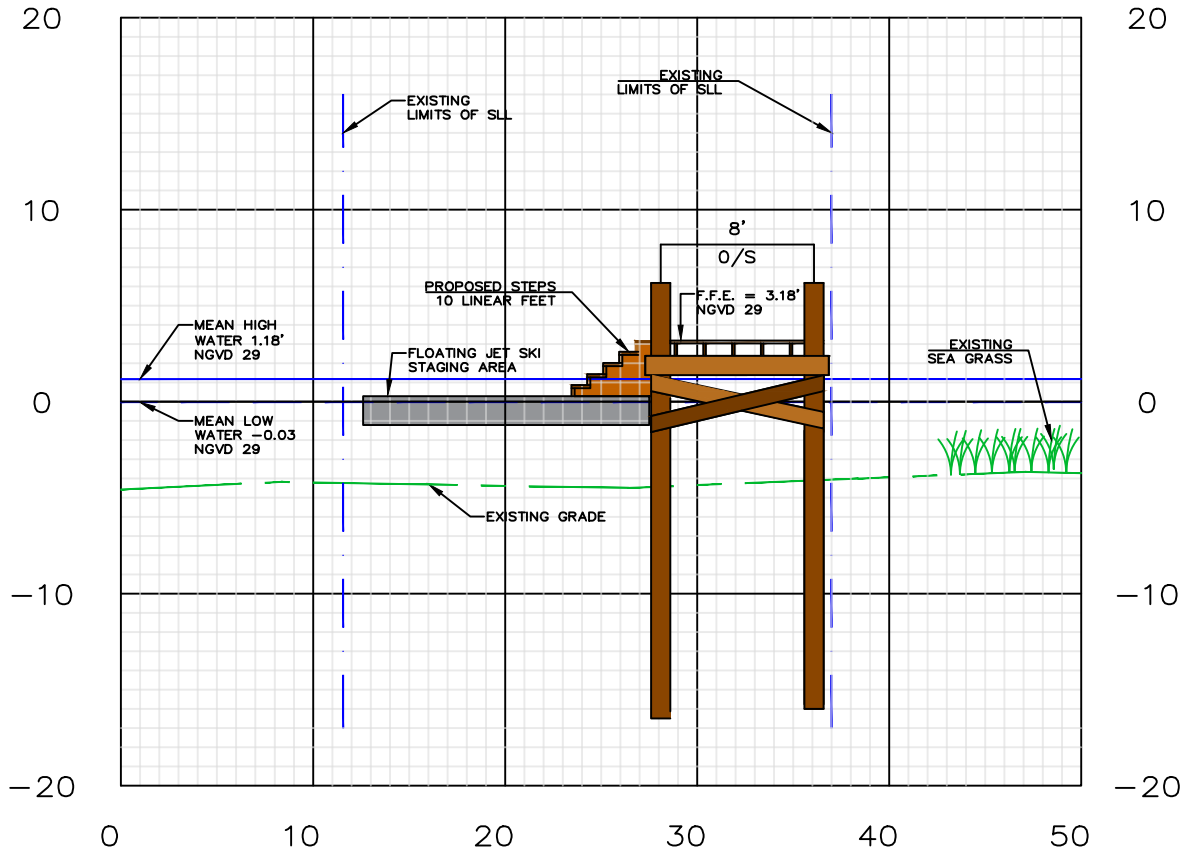 20
20
EXISTING
LIMITS OF SLL
EXISTING
LIMITS OF SLL
10
10
8'
O/S
PROPOSED STEPS
10 LINEAR FEET
F.F.E. = 3.18'
NGVD 29
MEAN HIGH
WATER 1.18'
NGVD 29
FLOATING JET SKI
STAGING AREA
EXISTING
SEA GRASS
0
0
MEAN LOW
WATER -0.03
NGVD 29
EXISTING GRADE
-10
-10
-20
-20
0
10
20
30
40
50